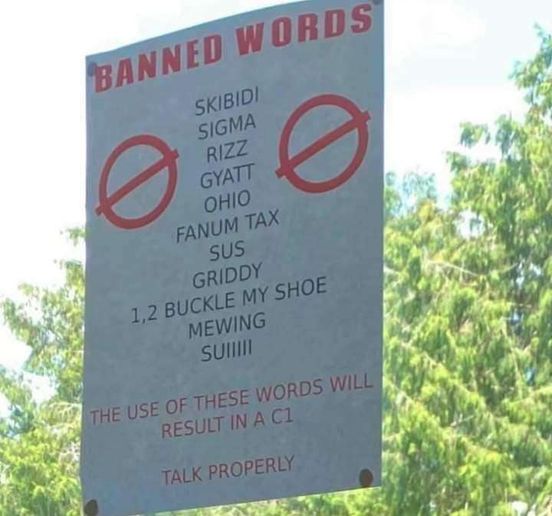 BANNED WORDS
SKIBIDI
SIGMA
RIZZ
GYATT
OHIO
FANUM TAX
SUS
GRIDDY
1,2 BUCKLE MY SHOE
MEWING
SUIIIII
THE USE OF THESE WORDS WILL
RESULT IN A C1
TALK PROPERLY